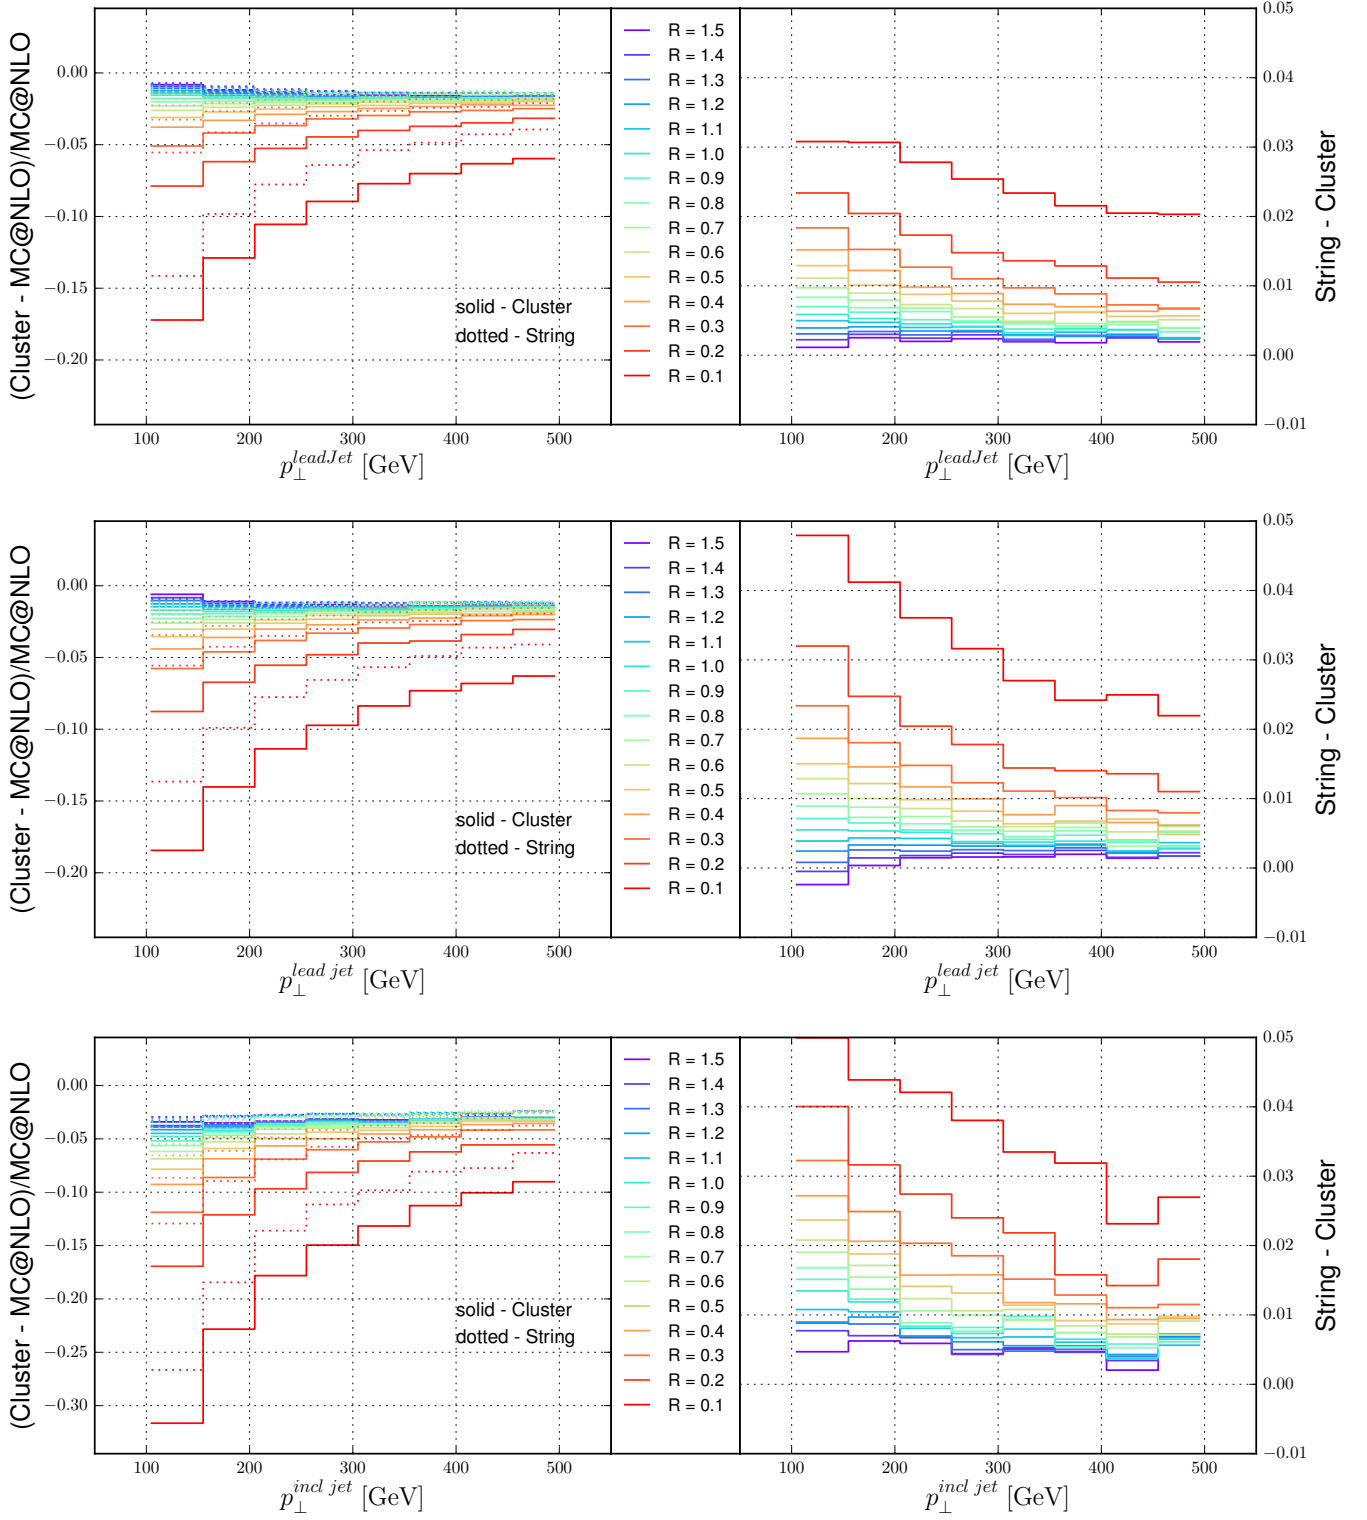 (Cluster - MC@NLO)/MC@NLO
0.00
−0.05
−0.10
−0.15
−0.20
solid - Cluster
dotted - String
100 200 300 400 500
p⊥^{leadJet} [GeV]
R = 1.5
R = 1.4
R = 1.3
R = 1.2
R = 1.1
R = 1.0
R = 0.9
R = 0.8
R = 0.7
R = 0.6
R = 0.5
R = 0.4
R = 0.3
R = 0.2
R = 0.1
0.05
0.04
0.03
0.02
0.01
0.00
−0.01
String - Cluster
100 200 300 400 500
p⊥^{leadJet} [GeV]
(Cluster - MC@NLO)/MC@NLO
0.00
−0.05
−0.10
−0.15
−0.20
solid - Cluster
dotted - String
100 200 300 400 500
p⊥^{lead jet} [GeV]
R = 1.5
R = 1.4
R = 1.3
R = 1.2
R = 1.1
R = 1.0
R = 0.9
R = 0.8
R = 0.7
R = 0.6
R = 0.5
R = 0.4
R = 0.3
R = 0.2
R = 0.1
0.05
0.04
0.03
0.02
0.01
0.00
−0.01
String - Cluster
100 200 300 400 500
p⊥^{lead jet} [GeV]
(Cluster - MC@NLO)/MC@NLO
0.00
−0.05
−0.10
−0.15
−0.20
−0.25
−0.30
solid - Cluster
dotted - String
100 200 300 400 500
p⊥^{incl jet} [GeV]
R = 1.5
R = 1.4
R = 1.3
R = 1.2
R = 1.1
R = 1.0
R = 0.9
R = 0.8
R = 0.7
R = 0.6
R = 0.5
R = 0.4
R = 0.3
R = 0.2
R = 0.1
0.05
0.04
0.03
0.02
0.01
0.00
−0.01
String - Cluster
100 200 300 400 500
p⊥^{incl jet} [GeV]